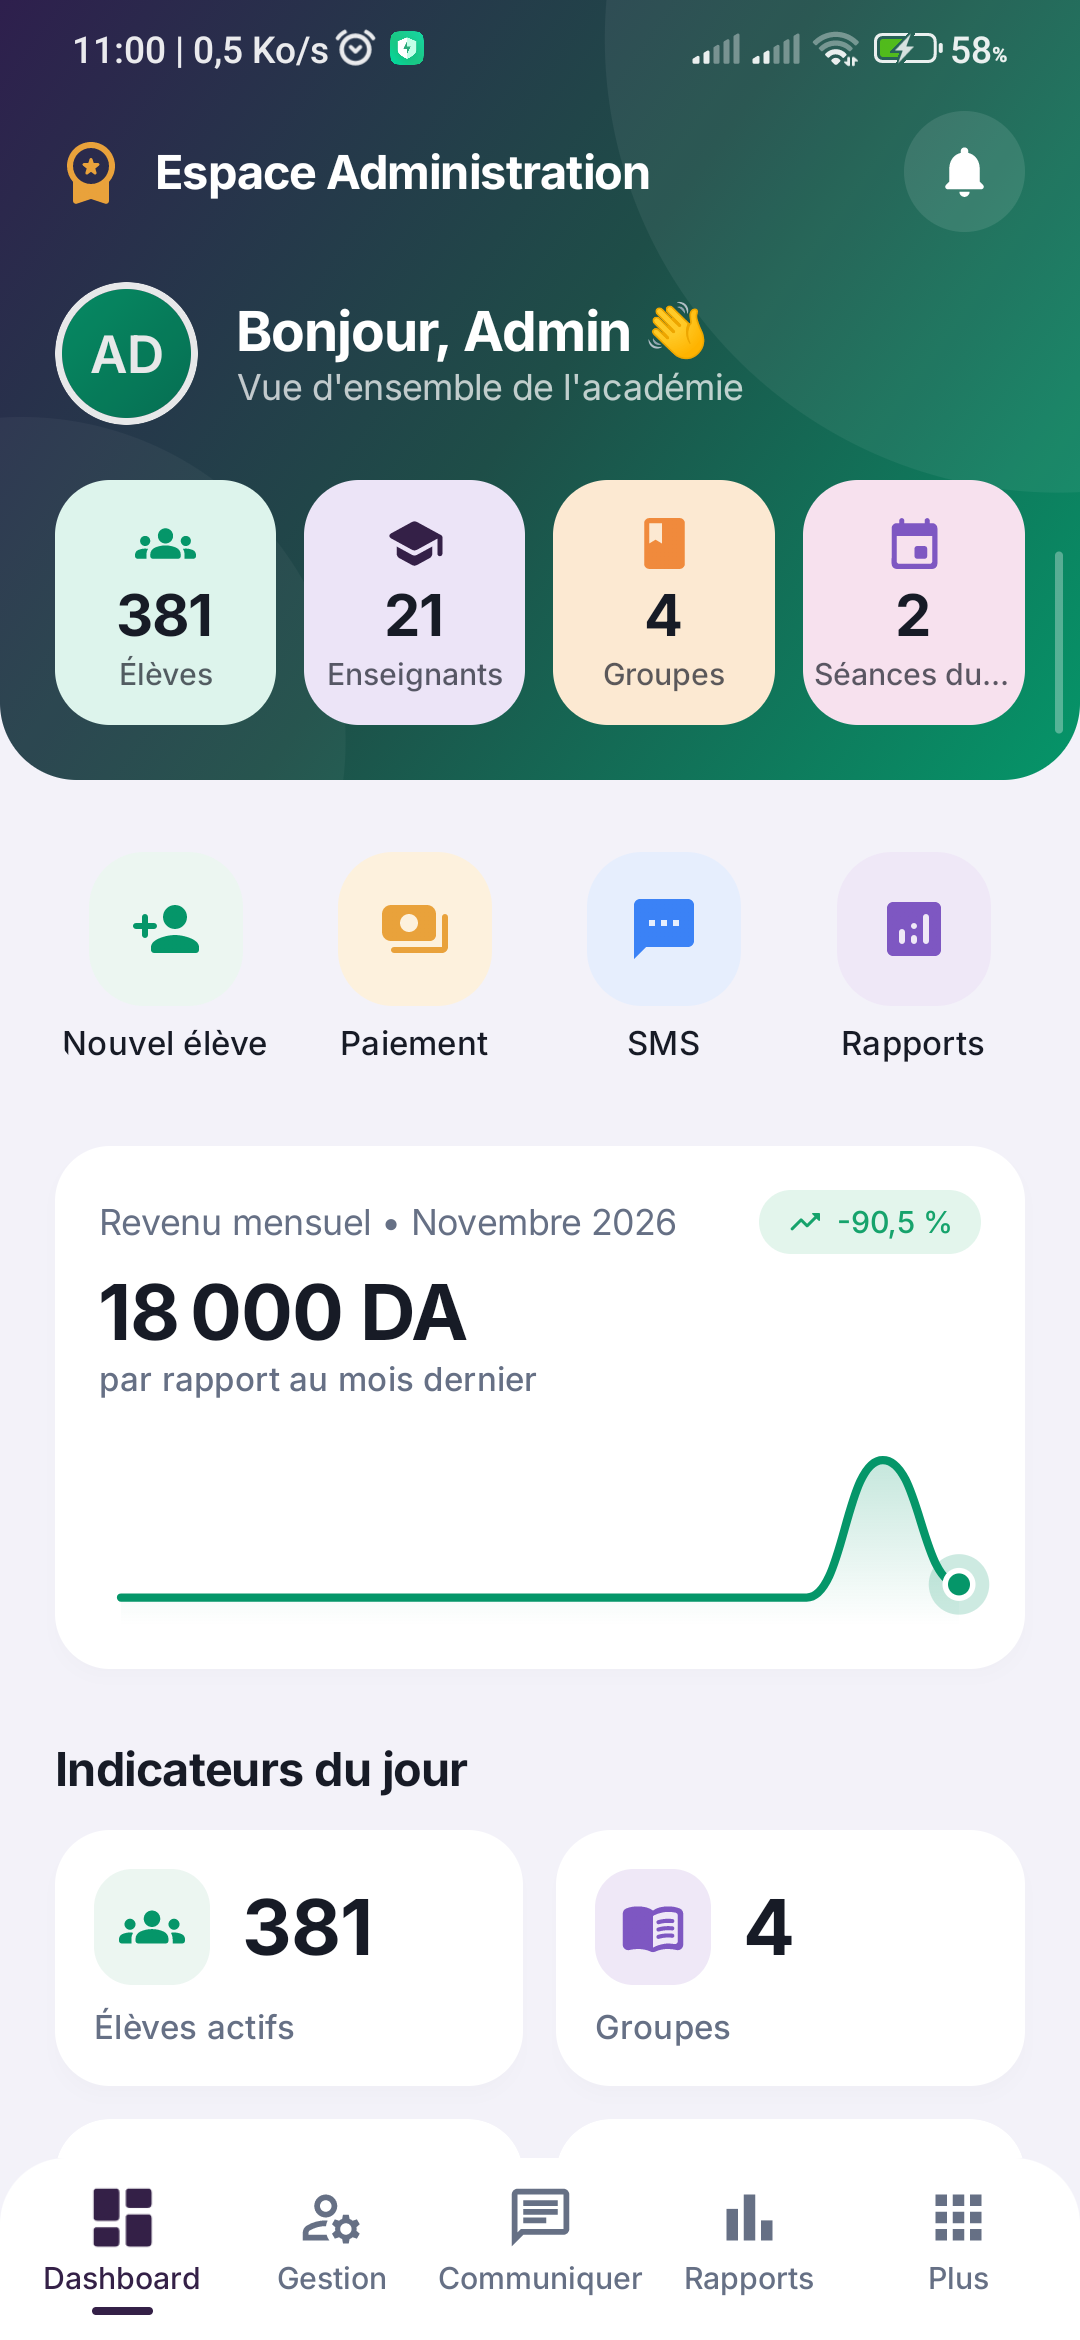 11:00 | 0,5 Ko/s
58%
Espace Administration
AD
Bonjour, Admin 👋
Vue d'ensemble de l'académie
381
Élèves
21
Enseignants
4
Groupes
2
Séances du...
Nouvel élève
Paiement
SMS
Rapports
Revenu mensuel • Novembre 2026
-90,5 %
18 000 DA
par rapport au mois dernier
Indicateurs du jour
381
Élèves actifs
4
Groupes
Dashboard
Gestion
Communiquer
Rapports
Plus